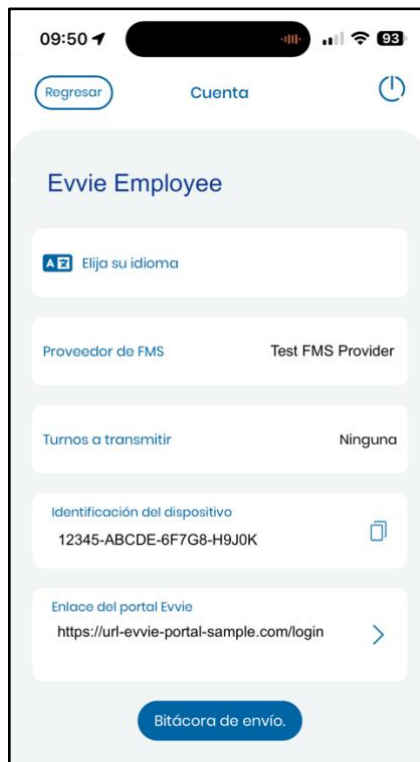 09:50
93
Regresar
Cuenta
Evvie Employee
Elija su idioma
Proveedor de FMS
Test FMS Provider
Turnos a transmitir
Ninguna
Identificación del dispositivo
12345-ABCDE-6F7G8-H9J0K
Enlace del portal Evvie
https://url-evvie-portal-sample.com/login
Bitácora de envío.